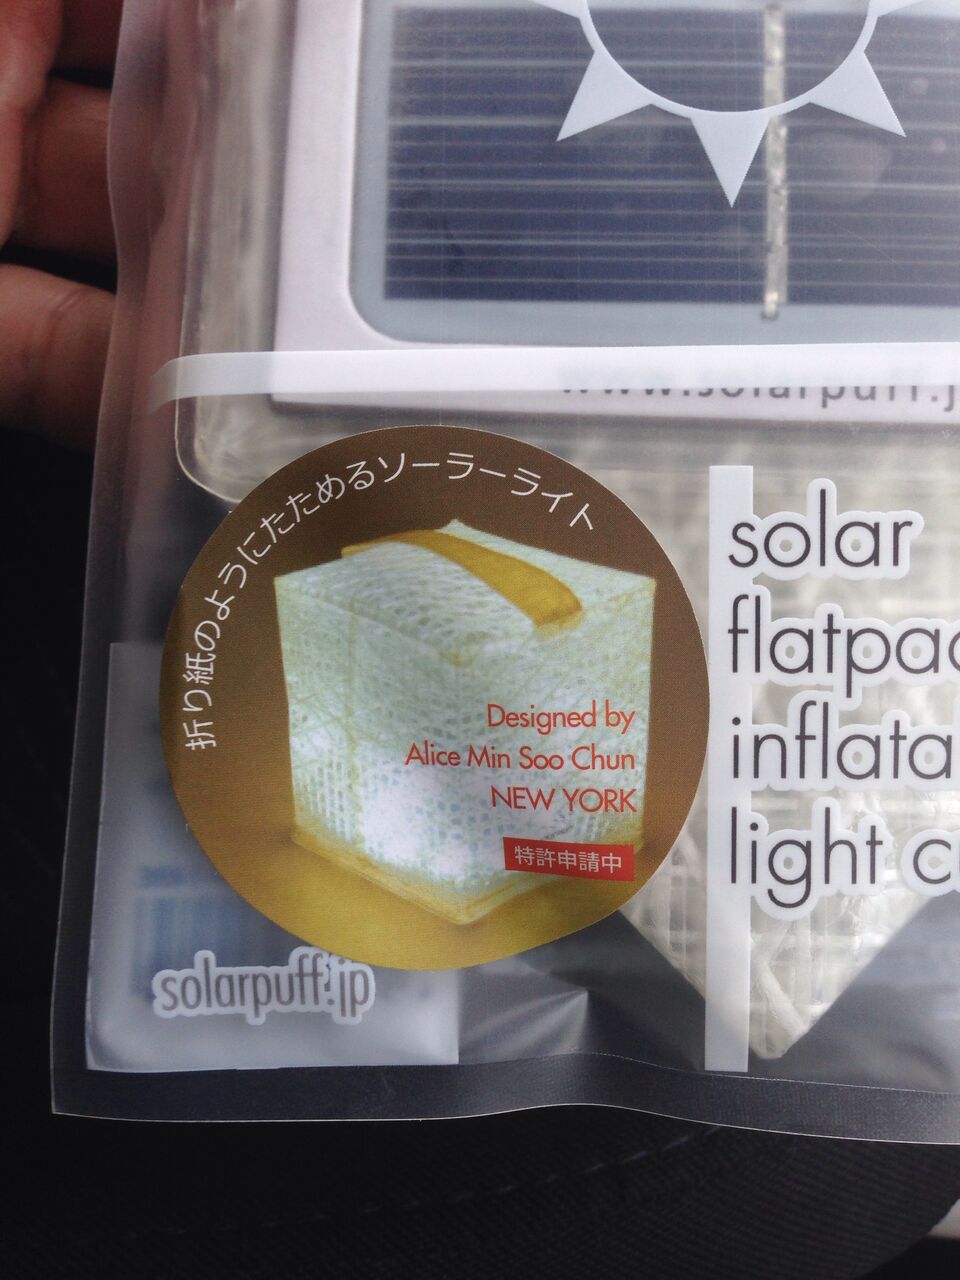 www.solarpuff.j
折り紙のようにたためるソーラーライト
Designed by
Alice Min Soo Chun
NEW YORK
特許申請中
solarpuff.jp
solar
flatpac
inflata
light c